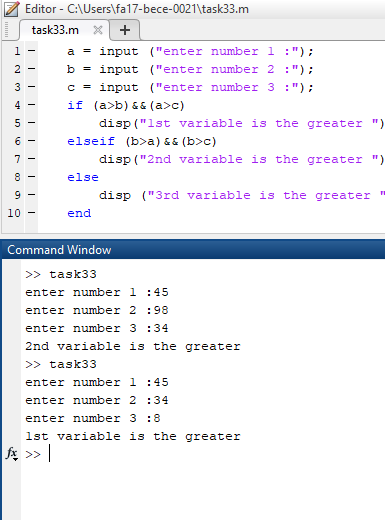 Editor - C:\Users\fa17-bece-0021\task33.m
task33.m × +
1 - a = input ("enter number 1 :");
2 - b = input ("enter number 2 :");
3 - c = input ("enter number 3 :");
4 - if (a>b)&&(a>c)
5 - disp("1st variable is the greater ")
6 - elseif (b>a)&&(b>c)
7 - disp("2nd variable is the greater ")
8 - else
9 - disp ("3rd variable is the greater "
10 - end
Command Window
>> task33
enter number 1 :45
enter number 2 :98
enter number 3 :34
2nd variable is the greater
>> task33
enter number 1 :45
enter number 2 :34
enter number 3 :8
1st variable is the greater
fx >>